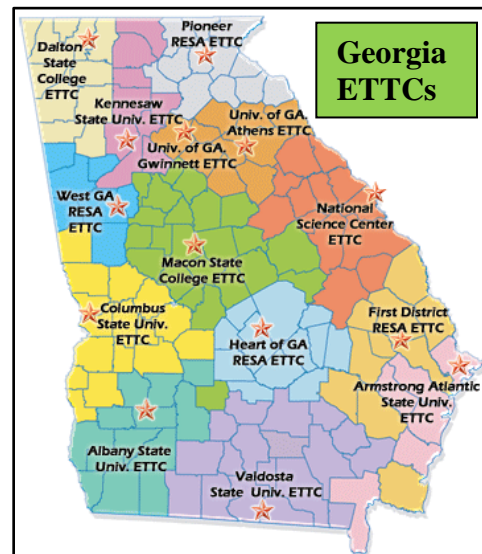 Georgia
ETTCs
Pioneer
RESA ETTC
Dalton
State
College
ETTC
Kennesaw
State Univ. ETTC
Univ. of GA.
Athens ETTC
Univ. of GA.
Gwinnett ETTC
West GA
RESA
ETTC
National
Science Center
ETTC
Macon State
College ETTC
Columbus
State Univ.
ETTC
First District
RESA ETTC
Heart of GA
RESA ETTC
Armstrong Atlantic
State Univ.
ETTC
Albany State
Univ. ETTC
Valdosta
State Univ. ETTC